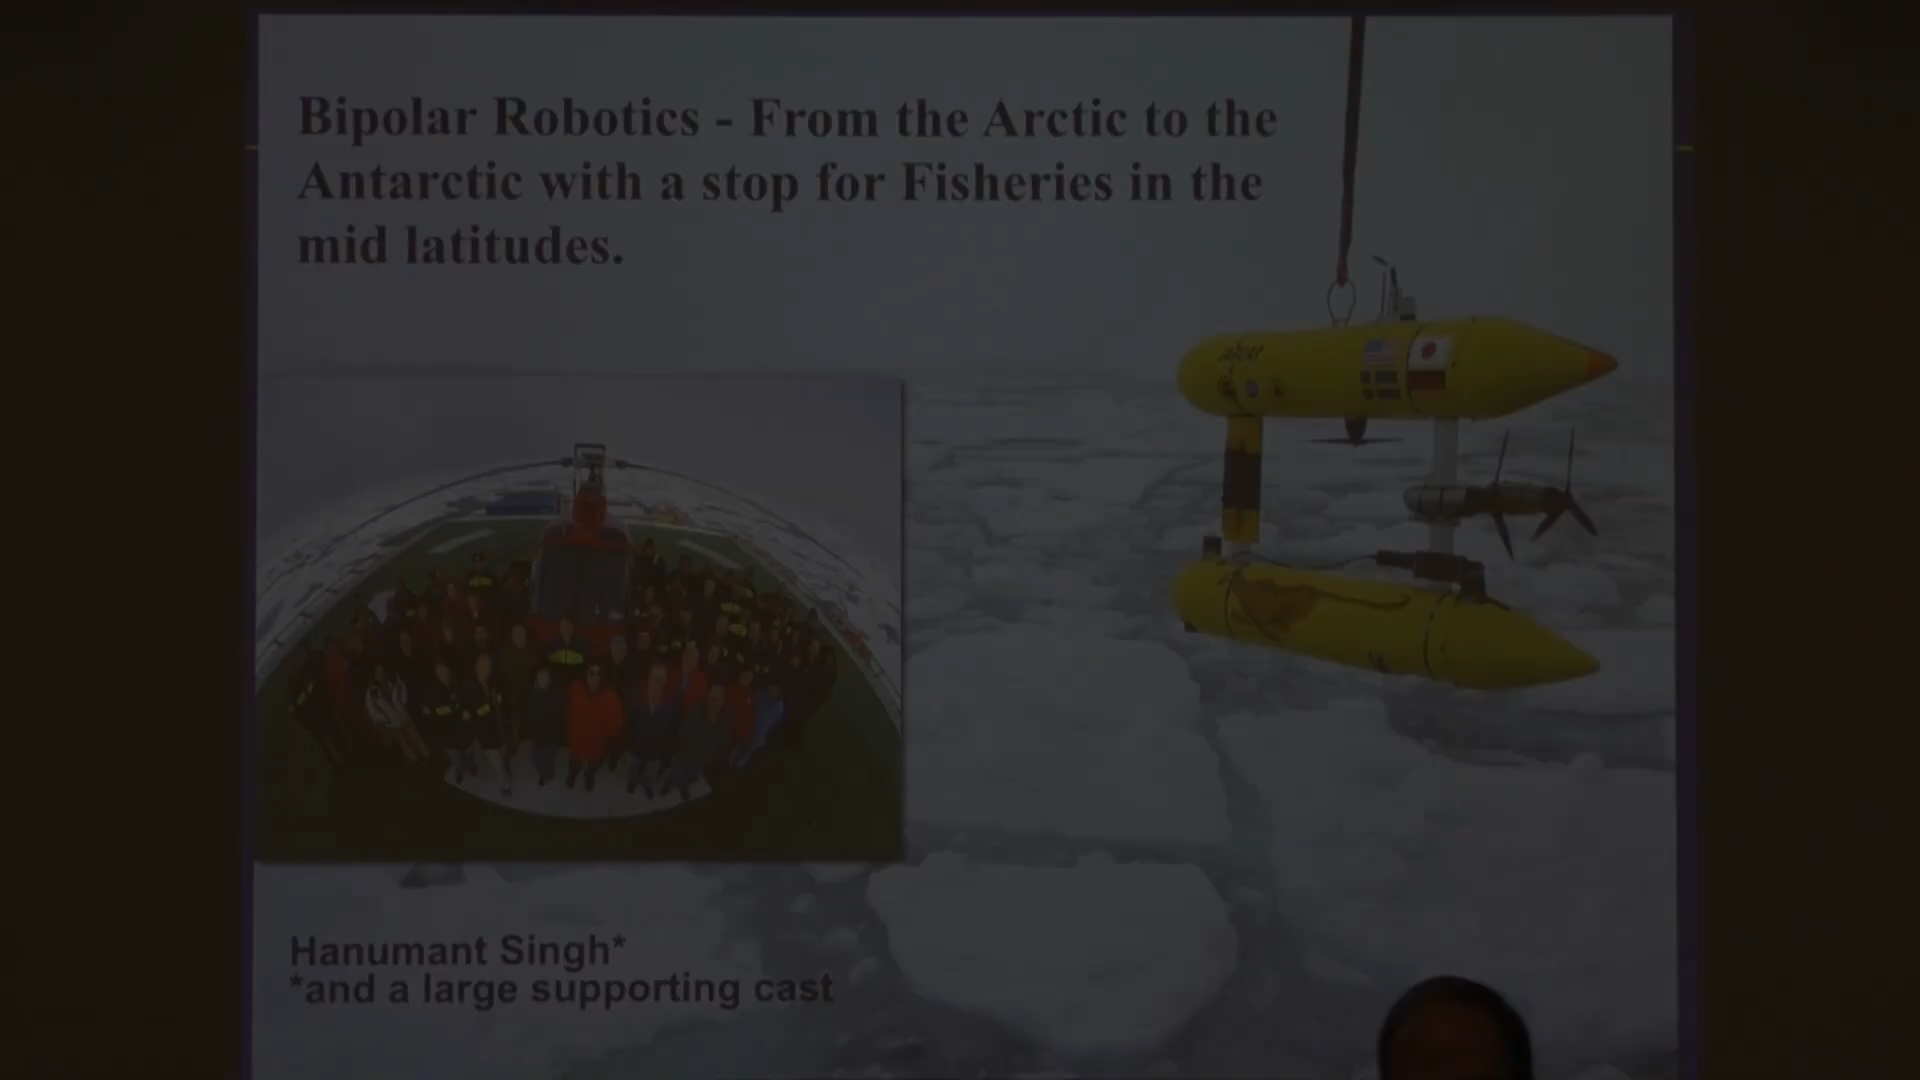 Bipolar Robotics - From the Arctic to the
Antarctic with a stop for Fisheries in the
mid latitudes.
Hanumant Singh*
*and a large supporting cast